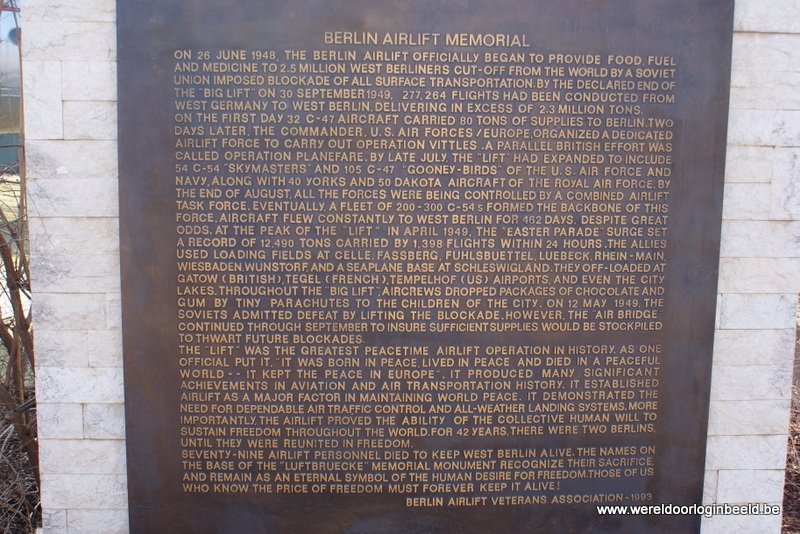 BERLIN AIRLIFT MEMORIAL
ON 26 JUNE 1948, THE BERLIN AIRLIFT OFFICIALLY BEGAN TO PROVIDE FOOD, FUEL
AND MEDICINE TO 2.5 MILLION WEST BERLINERS CUT-OFF FROM THE WORLD BY A SOVIET
UNION IMPOSED BLOCKADE OF ALL SURFACE TRANSPORTATION. BY THE DECLARED END OF
THE "BIG LIFT" ON 30 SEPTEMBER 1949, 277,264 FLIGHTS HAD BEEN CONDUCTED FROM
WEST GERMANY TO WEST BERLIN, DELIVERING IN EXCESS OF 2.3 MILLION TONS.
ON THE FIRST DAY 32 C-47 AIRCRAFT CARRIED 80 TONS OF SUPPLIES TO BERLIN. TWO
DAYS LATER, THE COMMANDER, U.S. AIR FORCES/EUROPE, ORGANIZED A DEDICATED
AIRLIFT FORCE TO CARRY OUT OPERATION VITTLES. A PARALLEL BRITISH EFFORT WAS
CALLED OPERATION PLANEFARE. BY LATE JULY, THE "LIFT" HAD EXPANDED TO INCLUDE
54 C-54 "SKYMASTERS" AND 105 C-47 "GOONEY-BIRDS" OF THE U.S. AIR FORCE AND
NAVY, ALONG WITH 40 YORKS AND 50 DAKOTA AIRCRAFT OF THE ROYAL AIR FORCE. BY
THE END OF AUGUST, ALL THE FORCES WERE BEING CONTROLLED BY A COMBINED AIRLIFT
TASK FORCE. EVENTUALLY, A FLEET OF 200-300 C-54s FORMED THE BACKBONE OF THIS
FORCE. AIRCRAFT FLEW CONSTANTLY TO WEST BERLIN FOR 462 DAYS, DESPITE GREAT
ODDS. AT THE PEAK OF THE "LIFT" IN APRIL 1949, THE "EASTER PARADE" SURGE SET
A RECORD OF 12,490 TONS CARRIED BY 1,398 FLIGHTS WITHIN 24 HOURS. THE ALLIES
USED LOADING FIELDS AT CELLE, FASSBERG, FUHLSBUETTEL, LUEBECK, RHEIN-MAIN,
WIESBADEN, WUNSTORF, AND A SEAPLANE BASE AT SCHLESWIGLAND. THEY OFF-LOADED AT
GATOW (BRITISH), TEGEL (FRENCH), TEMPELHOF (US) AIRPORTS, AND EVEN THE CITY
LAKES. THROUGHOUT THE "BIG LIFT", AIRCREWS DROPPED PACKAGES OF CHOCOLATE AND
GUM BY TINY PARACHUTES TO THE CHILDREN OF THE CITY. ON 12 MAY 1949, THE
SOVIETS ADMITTED DEFEAT BY LIFTING THE BLOCKADE. HOWEVER, THE "AIR BRIDGE"
CONTINUED THROUGH SEPTEMBER TO INSURE SUFFICIENT SUPPLIES WOULD BE STOCKPILED
TO THWART FUTURE BLOCKADES.
THE "LIFT" WAS THE GREATEST PEACETIME AIRLIFT OPERATION IN HISTORY. AS ONE
OFFICIAL PUT IT, "IT WAS BORN IN PEACE, LIVED IN PEACE AND DIED IN A PEACEFUL
WORLD -- IT KEPT THE PEACE IN EUROPE". IT PRODUCED MANY SIGNIFICANT
ACHIEVEMENTS IN AVIATION AND AIR TRANSPORTATION HISTORY. IT ESTABLISHED
AIRLIFT AS A MAJOR FACTOR IN MAINTAINING WORLD PEACE. IT DEMONSTRATED THE
NEED FOR DEPENDABLE AIR TRAFFIC CONTROL AND ALL-WEATHER LANDING SYSTEMS. MORE
IMPORTANTLY, THE AIRLIFT PROVED THE ABILITY OF THE COLLECTIVE HUMAN WILL TO
SUSTAIN FREEDOM THROUGHOUT THE WORLD. FOR 42 YEARS, THERE WERE TWO BERLINS,
UNTIL THEY WERE REUNITED IN FREEDOM.
SEVENTY-NINE AIRLIFT PERSONNEL DIED TO KEEP WEST BERLIN ALIVE. THE NAMES ON
THE BASE OF THE "LUFTBRUECKE" MEMORIAL MONUMENT RECOGNIZE THEIR SACRIFICE,
AND REMAIN AS AN ETERNAL SYMBOL OF THE HUMAN DESIRE FOR FREEDOM. THOSE OF US
WHO KNOW THE PRICE OF FREEDOM MUST FOREVER KEEP IT ALIVE!
BERLIN AIRLIFT VETERANS ASSOCIATION - 1993
www.wereldoorloginbeeld.be